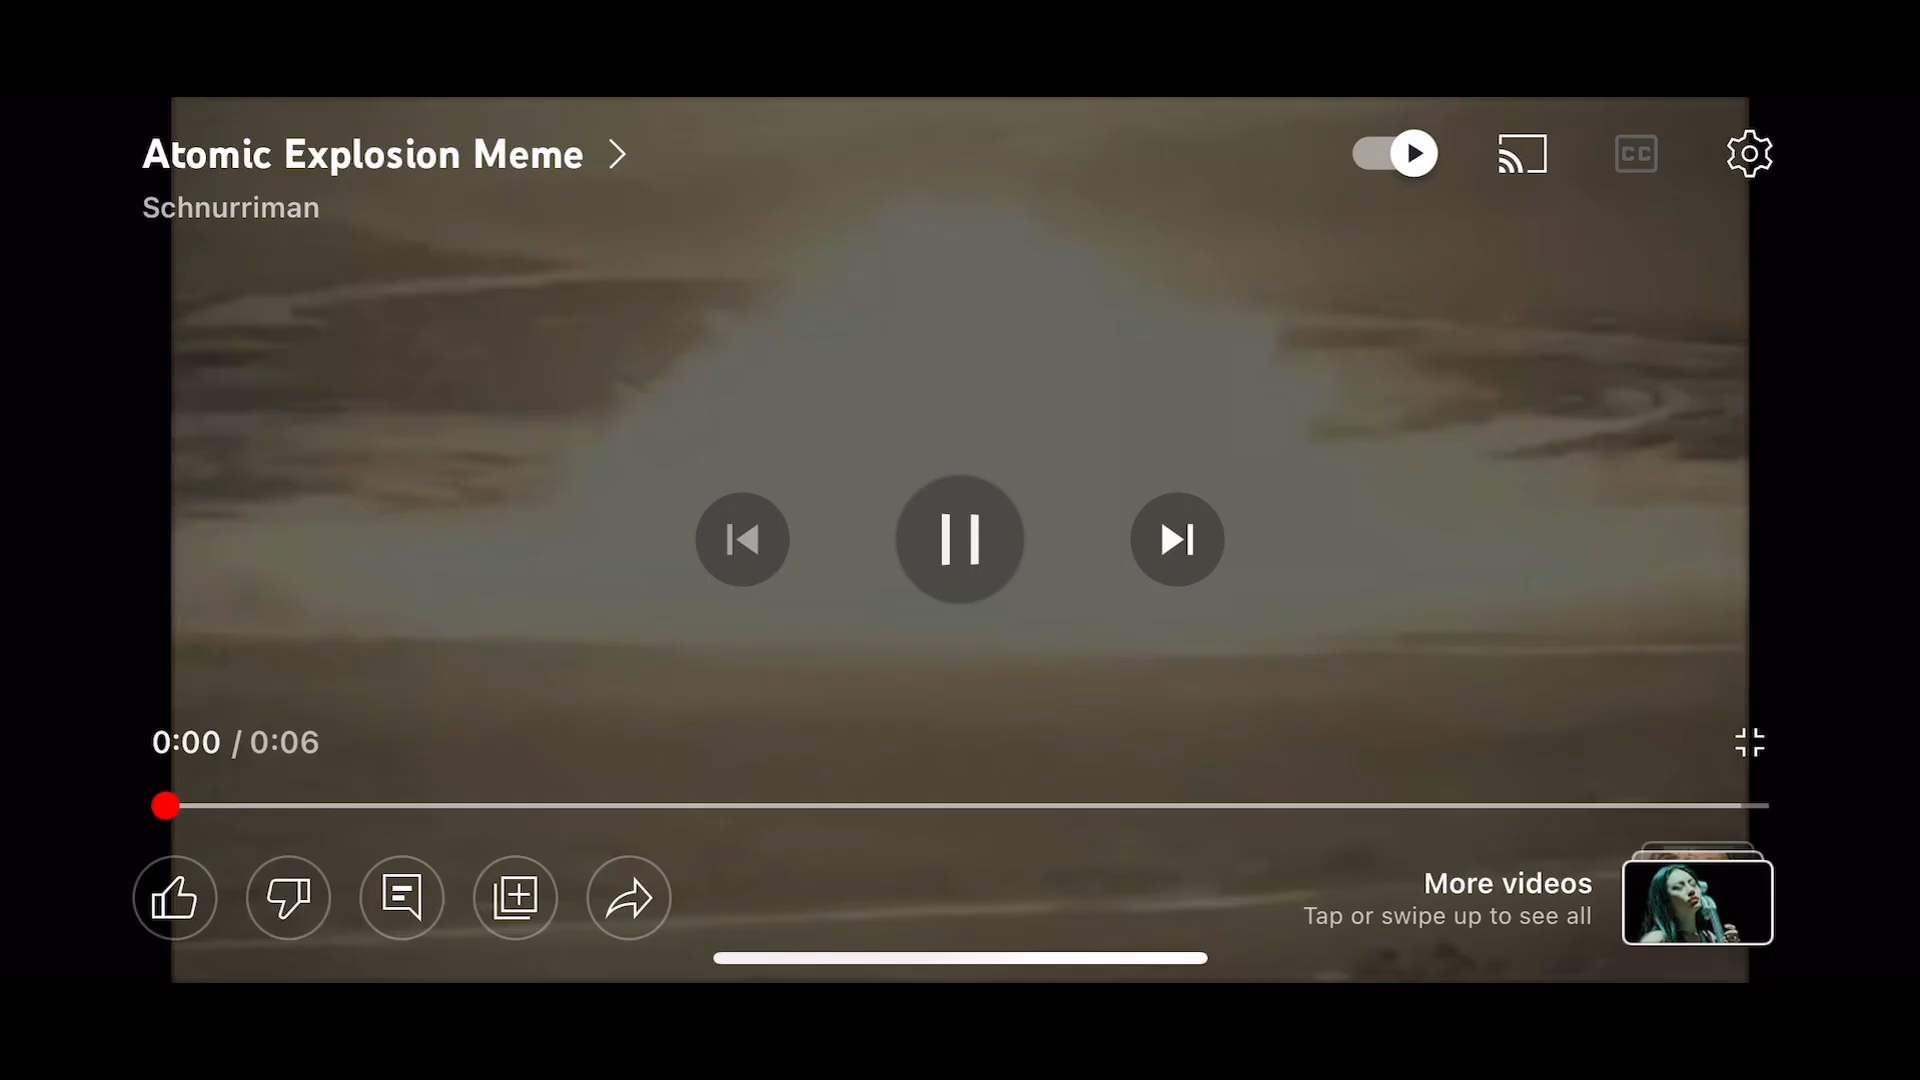 Atomic Explosion Meme
Schnurriman
CC
0:00 / 0:06
More videos
Tap or swipe up to see all